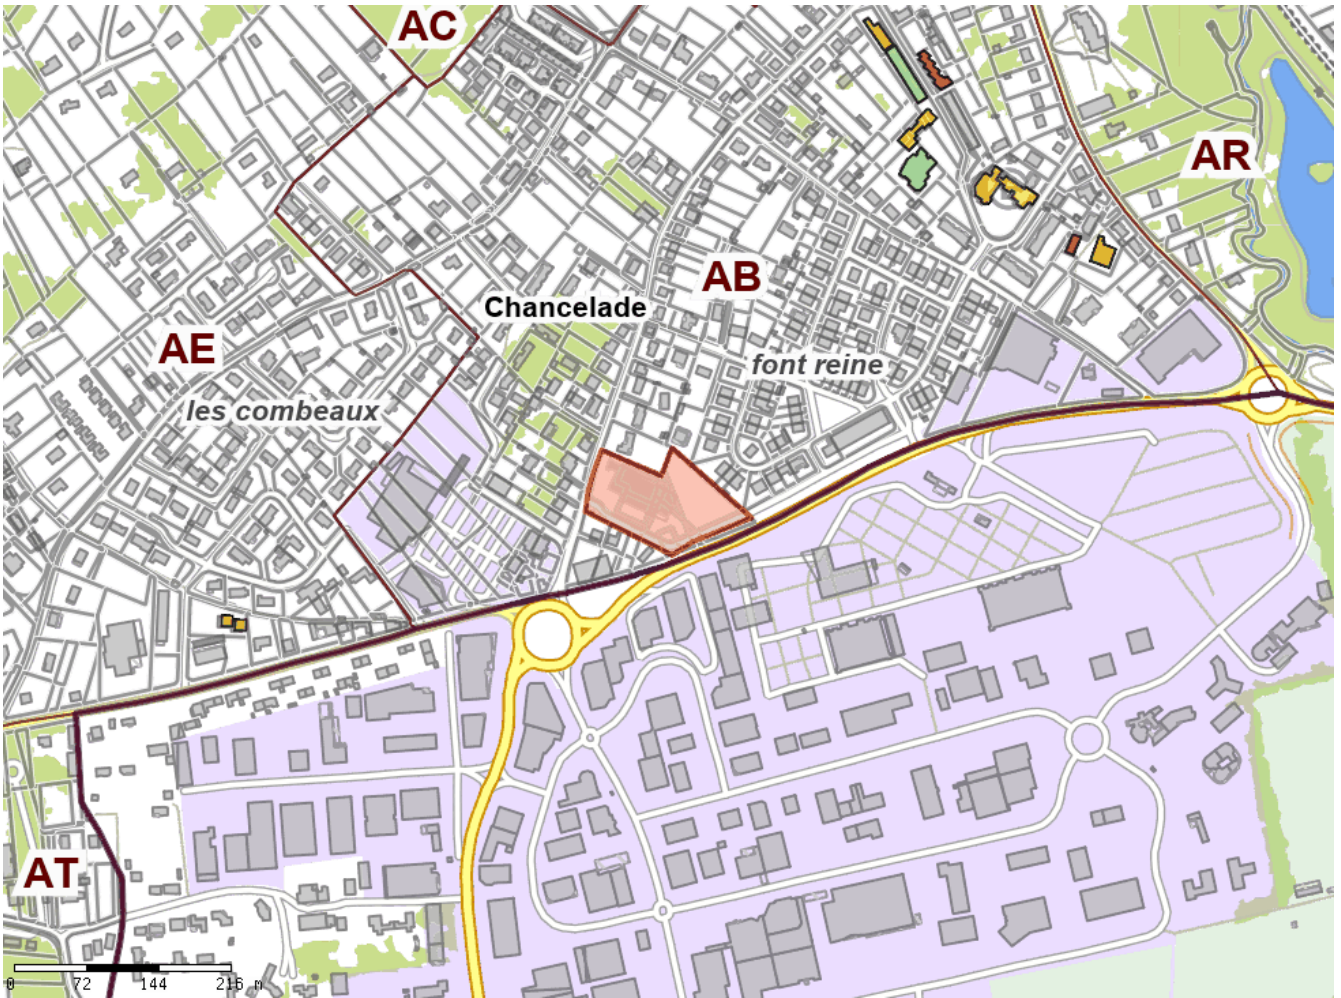 AC
AR
AB
Chancelade
AE
font reine
les combeaux
AT
0 72 144 216 m